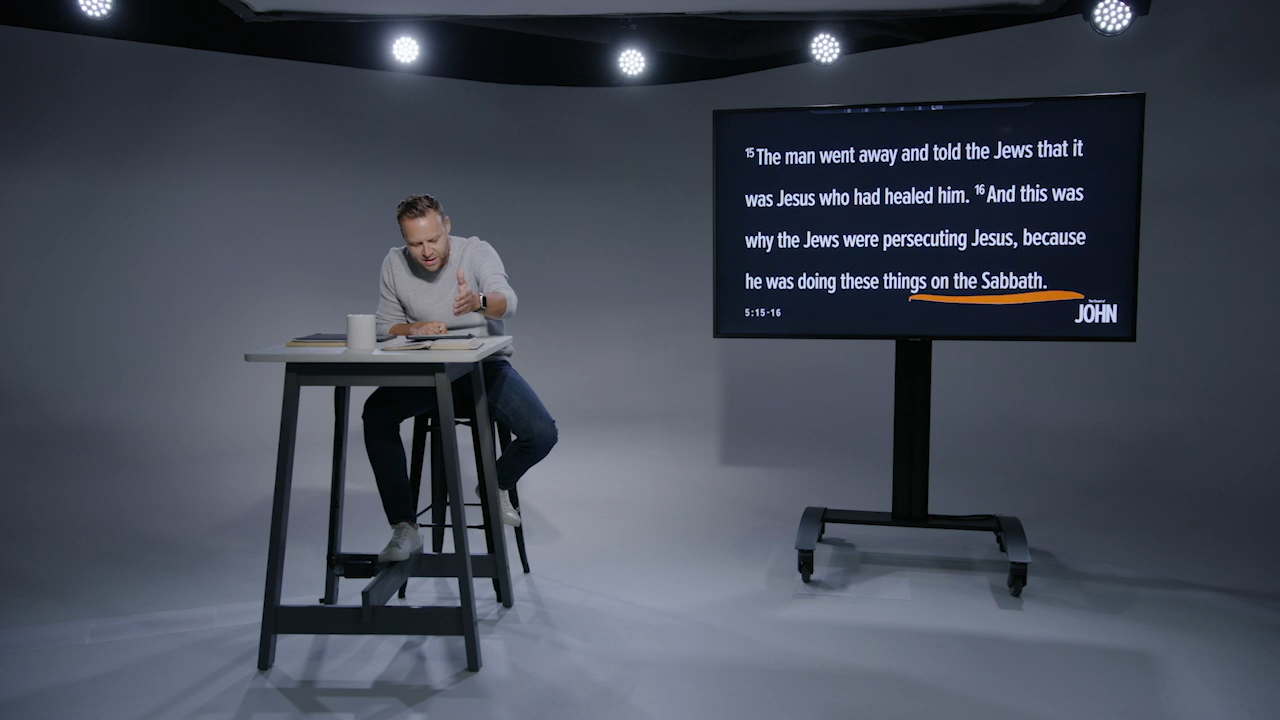 15 The man went away and told the Jews that it
was Jesus who had healed him. 16 And this was
why the Jews were persecuting Jesus, because
he was doing these things on the Sabbath.
5:15-16
JOHN